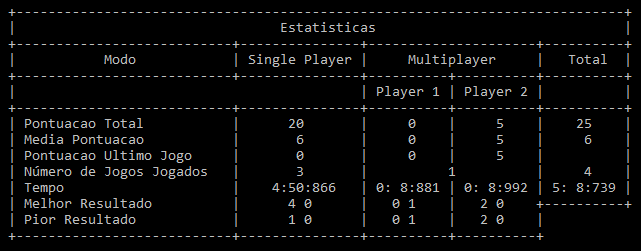 Estatisticas
Modo Single Player Multiplayer Total
Player 1 Player 2
Pontuacao Total 20 0 5 25
Media Pontuacao 6 0 5 6
Pontuacao Ultimo Jogo 0 0 5
Número de Jogos Jogados 3 1 4
Tempo 4:50:866 0: 8:881 0: 8:992 5: 8:739
Melhor Resultado 4 0 0 1 2 0
Pior Resultado 1 0 0 1 2 0